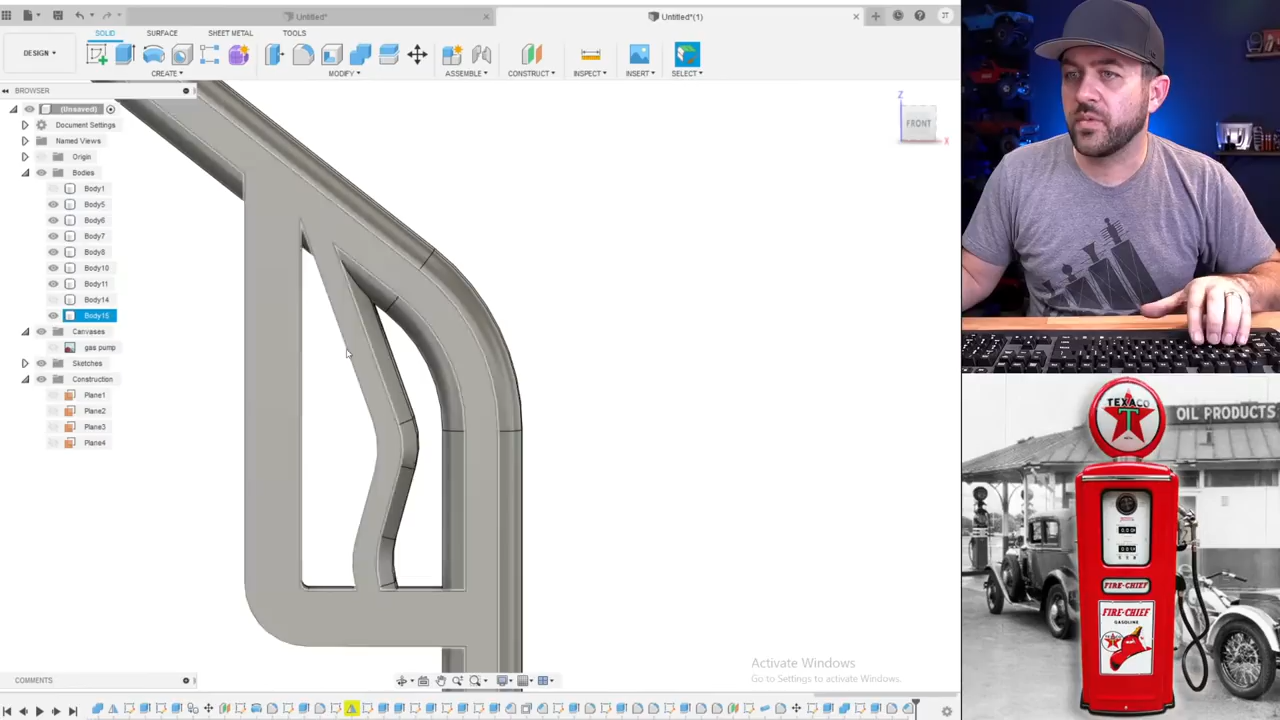 Untitled*
Untitled*(1)
JT
DESIGN
SOLID
SURFACE
SHEET METAL
TOOLS
CREATE
MODIFY
ASSEMBLE
CONSTRUCT
INSPECT
INSERT
SELECT
BROWSER
(Unsaved)
Document Settings
Named Views
Origin
Bodies
Body1
Body5
Body6
Body7
Body8
Body10
Body11
Body14
Body15
Canvases
gas pump
Sketches
Construction
Plane1
Plane2
Plane3
Plane4
Z
FRONT
X
Activate Windows
Go to Settings to activate Windows.
COMMENTS
TEXACO
T
OIL PRODUCTS
FIRE-CHIEF
FIRE-CHIEF
GASOLINE